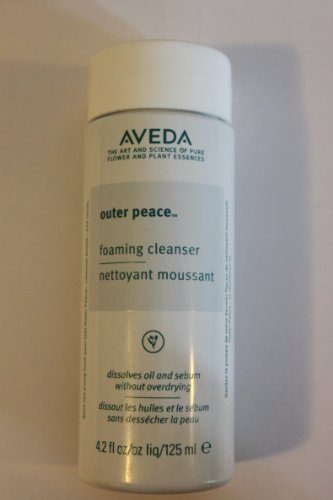 AVEDA
THE ART AND SCIENCE OF PURE
FLOWER AND PLANT ESSENCES
outer peace™
foaming cleanser
nettoyant moussant
dissolves oil and sebum
without overdrying
dissout les huiles et le sébum
sans dessécher la peau
4.2 fl oz/oz liq/125 ml ℮